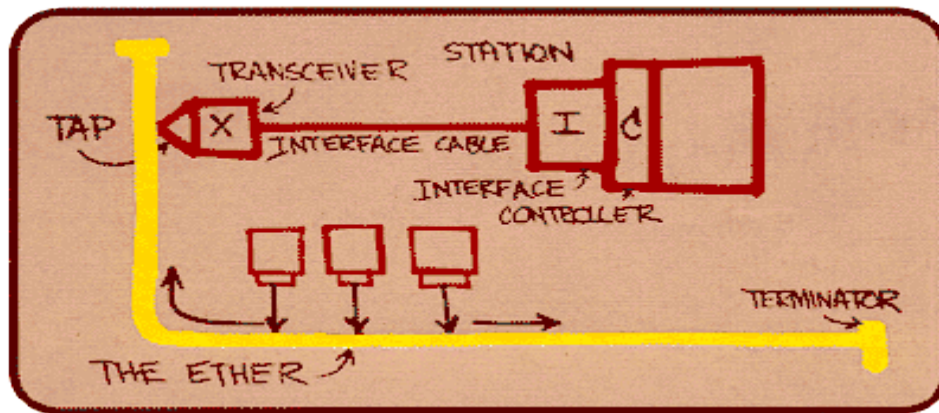 STATION
TRANSCEIVER
TAP
X
I
C
INTERFACE CABLE
INTERFACE
CONTROLLER
TERMINATOR
THE ETHER